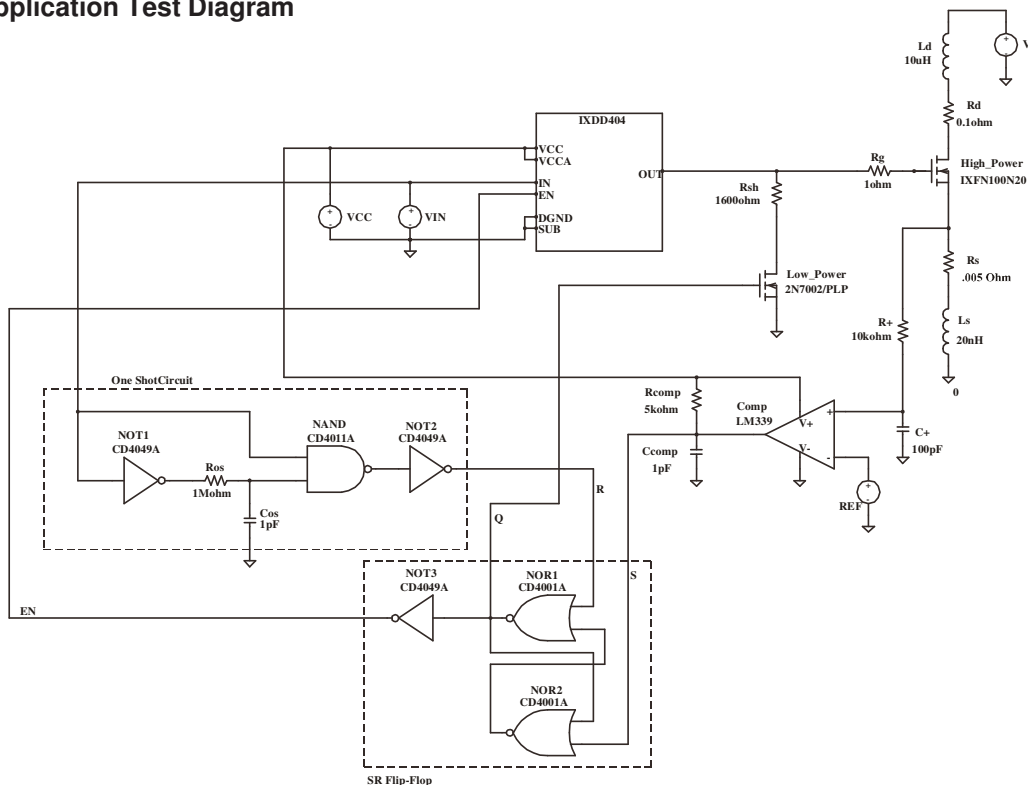 pplication Test Diagram
Ld
10uH
+
-
V
Rd
0.1ohm
IXDD404
VCC
VCCA
IN
EN
DGND
SUB
OUT
Rg
1ohm
High_Power
IXFN100N20
Rsh
1600ohm
+
-
VCC
+
-
VIN
Low_Power
2N7002/PLP
Rs
.005 Ohm
R+
10kohm
Ls
20nH
0
One ShotCircuit
Rcomp
5kohm
Comp
LM339
V+
V-
+
-
C+
100pF
Ccomp
1pF
+
-
REF
NOT1
CD4049A
Ros
1Mohm
Cos
1pF
NAND
CD4011A
NOT2
CD4049A
R
Q
S
EN
NOT3
CD4049A
NOR1
CD4001A
NOR2
CD4001A
SR Flip-Flop